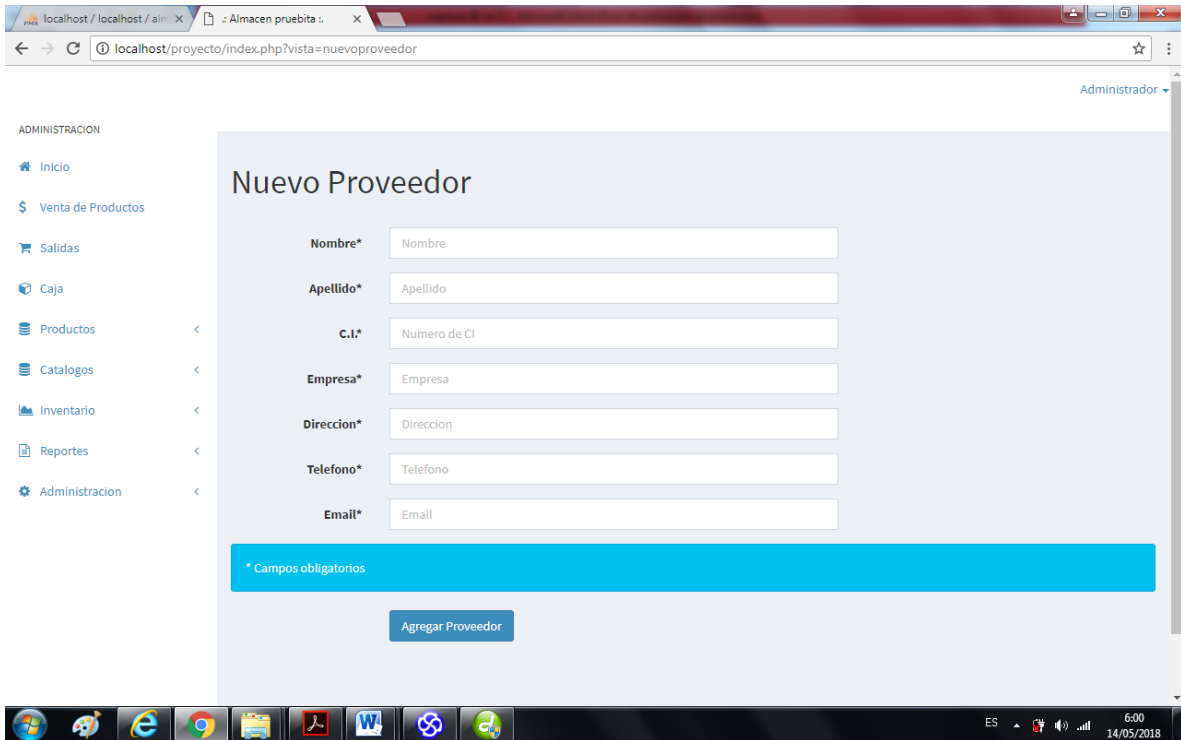 localhost / localhost / alm
.: Almacen pruebita :.
localhost/proyecto/index.php?vista=nuevoproveedor
Administrador
ADMINISTRACION
Inicio
Venta de Productos
Salidas
Caja
Productos
Catalogos
Inventario
Reportes
Administracion
Nuevo Proveedor
Nombre* Nombre
Apellido* Apellido
C.I.* Numero de CI
Empresa* Empresa
Direccion* Direccion
Telefono* Telefono
Email* Email
* Campos obligatorios
Agregar Proveedor
ES
6:00
14/05/2018